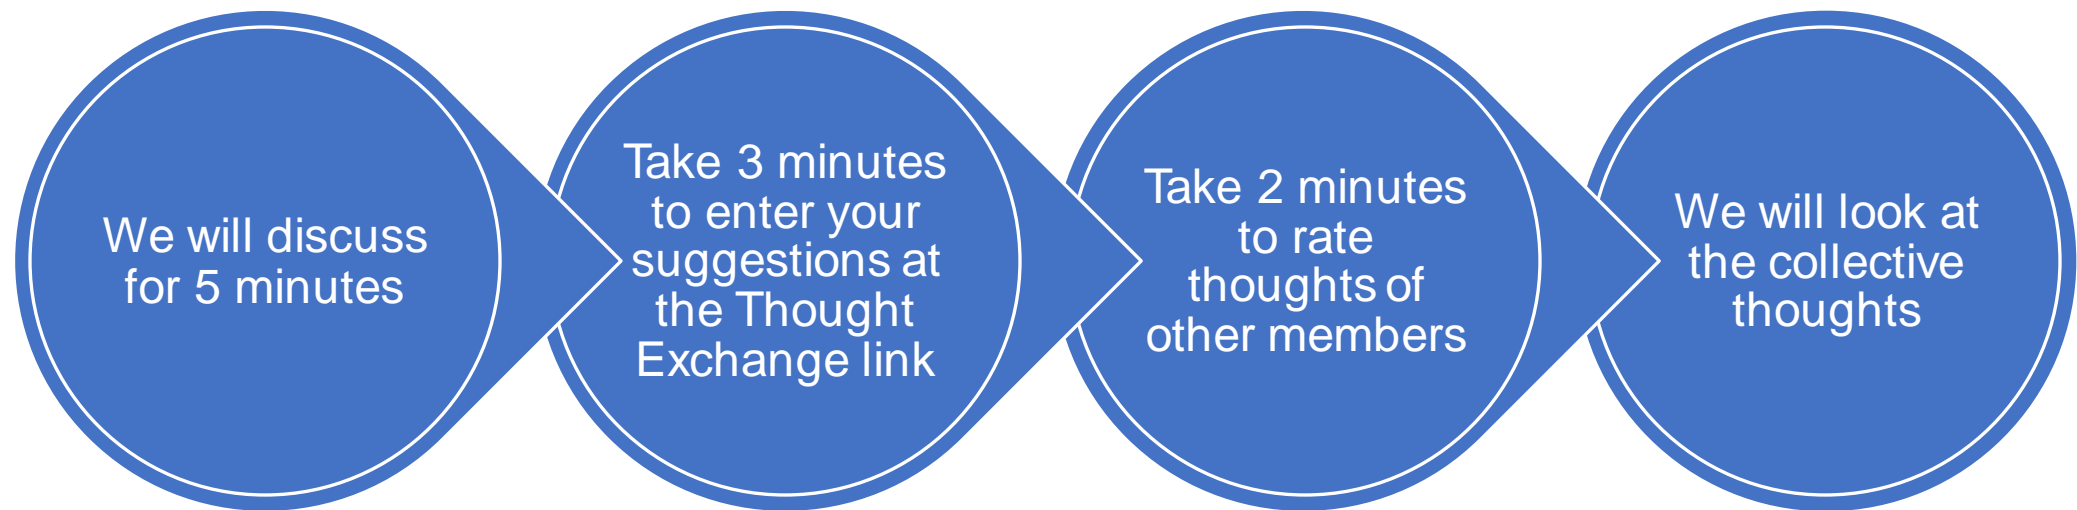 We will discuss
for 5 minutes
Take 3 minutes
to enter your
suggestions at
the Thought
Exchange link
Take 2 minutes
to rate
thoughts of
other members
We will look at
the collective
thoughts